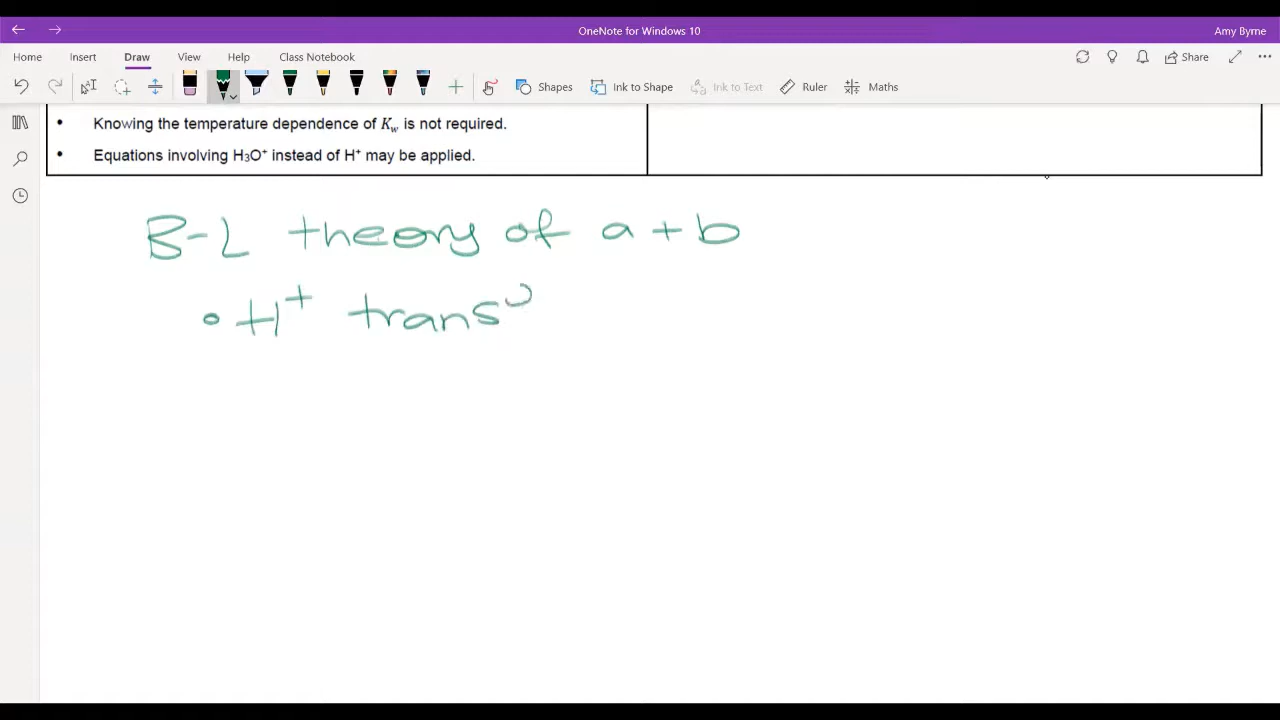 OneNote for Windows 10
Amy Byrne
Home Insert Draw View Help Class Notebook
Share
Shapes Ink to Shape Ink to Text Ruler Maths
• Knowing the temperature dependence of Kw is not required.
• Equations involving H₃O⁺ instead of H⁺ may be applied.
B-L theory of a + b
• H⁺ trans